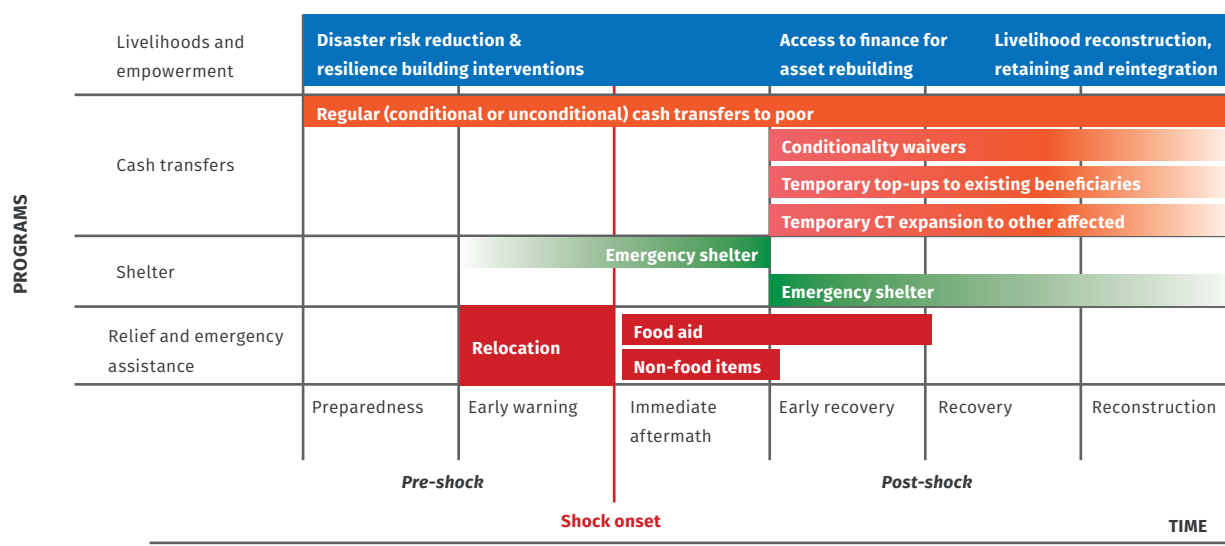 PROGRAMS
Livelihoods and
empowerment
Disaster risk reduction &
resilience building interventions
Access to finance for
asset rebuilding
Livelihood reconstruction,
retaining and reintegration
Cash transfers
Regular (conditional or unconditional) cash transfers to poor
Conditionality waivers
Temporary top-ups to existing beneficiaries
Temporary CT expansion to other affected
Shelter
Emergency shelter
Emergency shelter
Relief and emergency
assistance
Relocation
Food aid
Non-food items
Preparedness
Early warning
Immediate
aftermath
Early recovery
Recovery
Reconstruction
Pre-shock
Post-shock
Shock onset
TIME